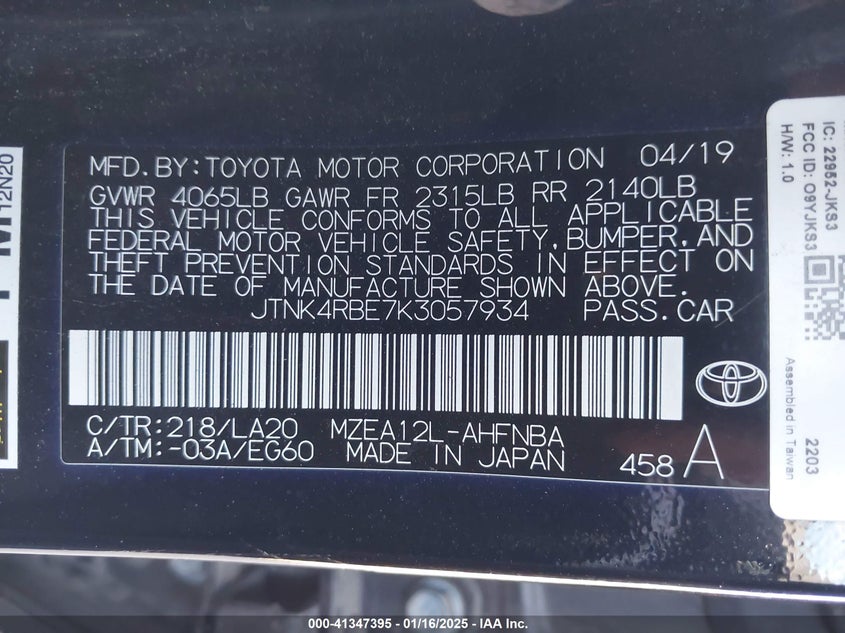 12N20
MFD.BY:TOYOTA MOTOR CORPORATION 04/19
GVWR 4065LB GAWR FR 2315LB RR 2140LB
THIS VEHICLE CONFORMS TO ALL APPLICABLE
FEDERAL MOTOR VEHICLE SAFETY,BUMPER,AND
THEFT PREVENTION STANDARDS IN EFFECT ON
THE DATE OF MANUFACTURE SHOWN ABOVE.
JTNK4RBE7K3057934 PASS.CAR
C/TR:218/LA20 MZEA12L-AHFNBA
A/TM:-03A/EG60 MADE IN JAPAN 458 A
IC: 22952-JKS3
FCC ID: O9YJKS3
H/W: 1.0
Assembled in Taiwan
2203
000-41347395 - 01/16/2025 - IAA Inc.